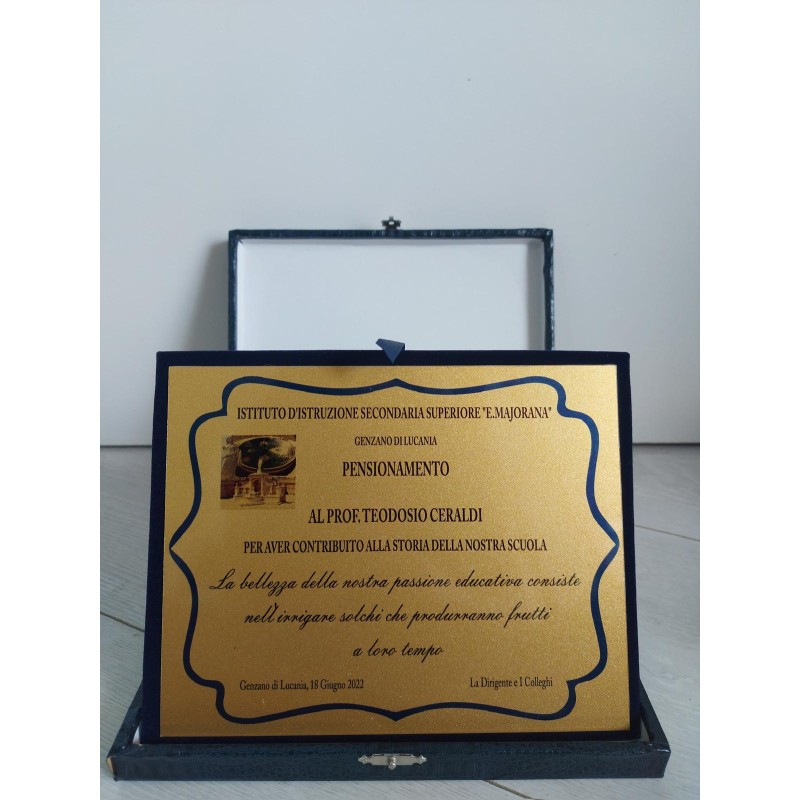 ISTITUTO D'ISTRUZIONE SECONDARIA SUPERIORE "E.MAJORANA"
GENZANO DI LUCANIA
PENSIONAMENTO
AL PROF. TEODOSIO CERALDI
PER AVER CONTRIBUITO ALLA STORIA DELLA NOSTRA SCUOLA
La bellezza della nostra passione educativa consiste
nell'irrigare solchi che produrranno frutti
a loro tempo
Genzano di Lucania, 18 Giugno 2022 La Dirigente e I Colleghi